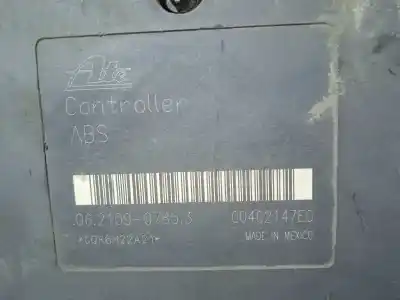 Ate
Controller
ABS
06.2109-0765.3 00402147E0
MADE IN MEXICO